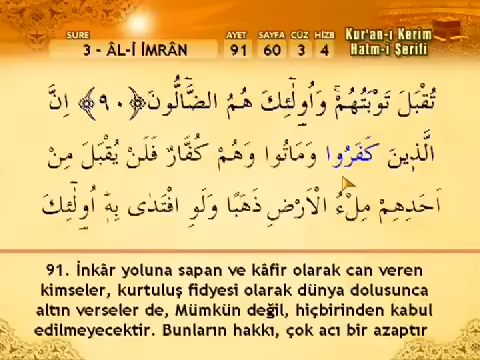 SURE AYET SAYFA CÜZ HİZB Kur'an-ı Kerim
3 - ÂL-İ İMRÂN 91 60 3 4 Hatm-i Şerifi
تُقْبَلَ تَوْبَتُهُمْۚ وَاُو۬لٰٓئِكَ هُمُ الضَّٓالُّونَ ﴿٩٠﴾ اِنَّ
الَّذ۪ينَ كَفَرُوا وَمَاتُوا وَهُمْ كُفَّارٌ فَلَنْ يُقْبَلَ مِنْ
اَحَدِهِمْ مِلْءُ الْاَرْضِ ذَهَبًا وَلَوِ افْتَدٰى بِه۪ۜ اُو۬لٰٓئِكَ
91. İnkâr yoluna sapan ve kâfir olarak can veren
kimseler, kurtuluş fidyesi olarak dünya dolusunca
altın verseler de, Mümkün değil, hiçbirinden kabul
edilmeyecektir. Bunların hakkı, çok acı bir azaptır